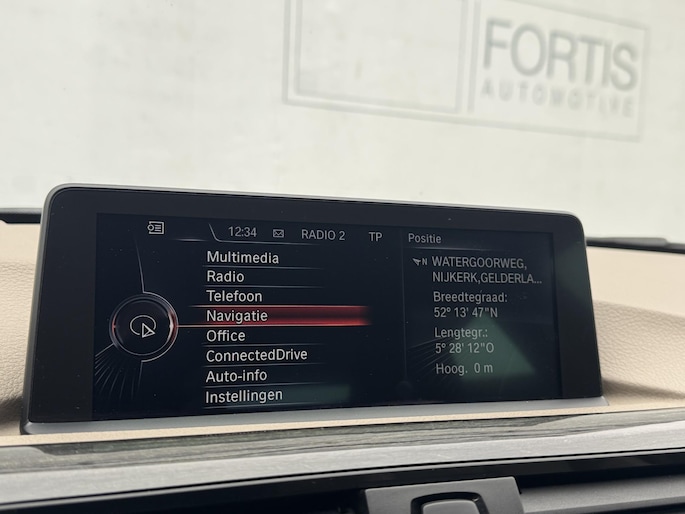 FORTIS
AUTOMOTIVE
12:34 RADIO 2 TP
Multimedia
Radio
Telefoon
Navigatie
Office
ConnectedDrive
Auto-info
Instellingen
Positie
N WATERGOORWEG,
NIJKERK,GELDERLA...
Breedtegraad:
52° 13' 47"N
Lengtegr.:
5° 28' 12"O
Hoog. 0 m